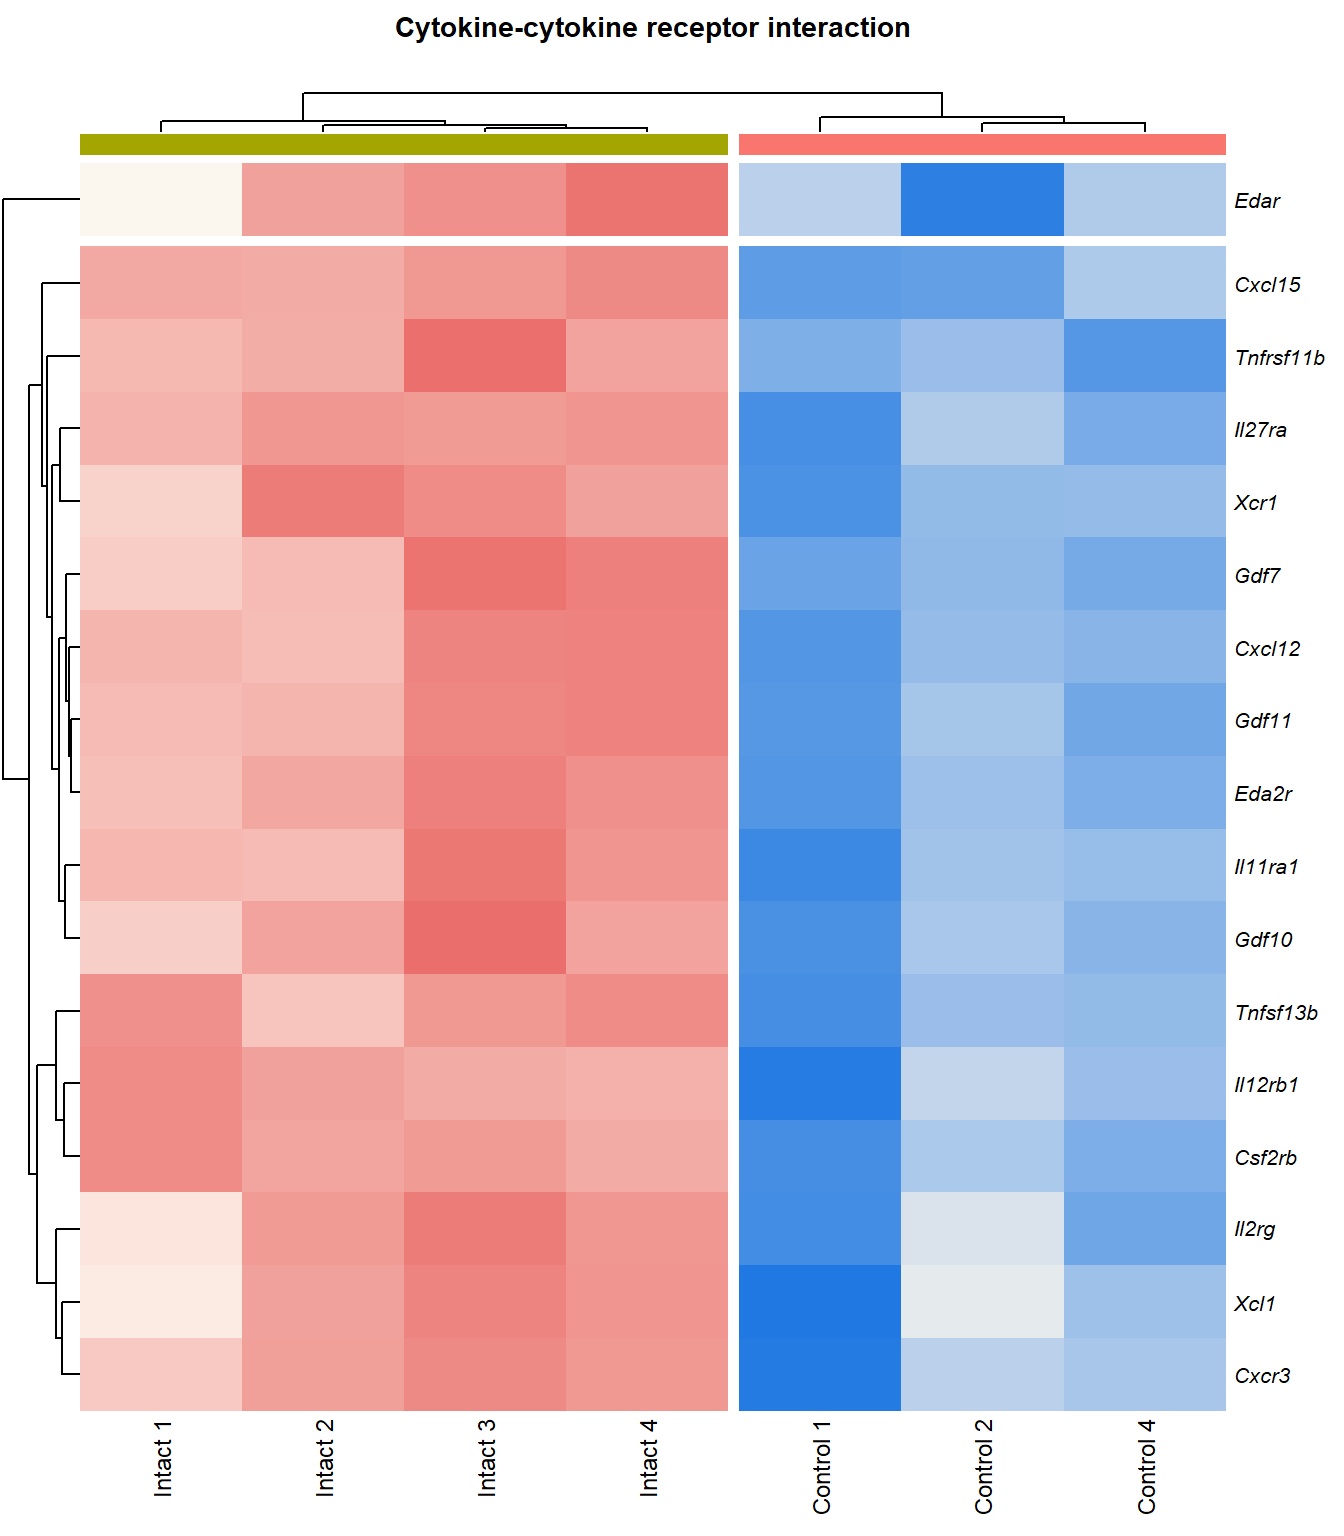 Cytokine-cytokine receptor interaction
Edar
Cxcl15
Tnfrsf11b
Il27ra
Xcr1
Gdf7
Cxcl12
Gdf11
Eda2r
Il11ra1
Gdf10
Tnfsf13b
Il12rb1
Csf2rb
Il2rg
Xcl1
Cxcr3
Intact 1
Intact 2
Intact 3
Intact 4
Control 1
Control 2
Control 4